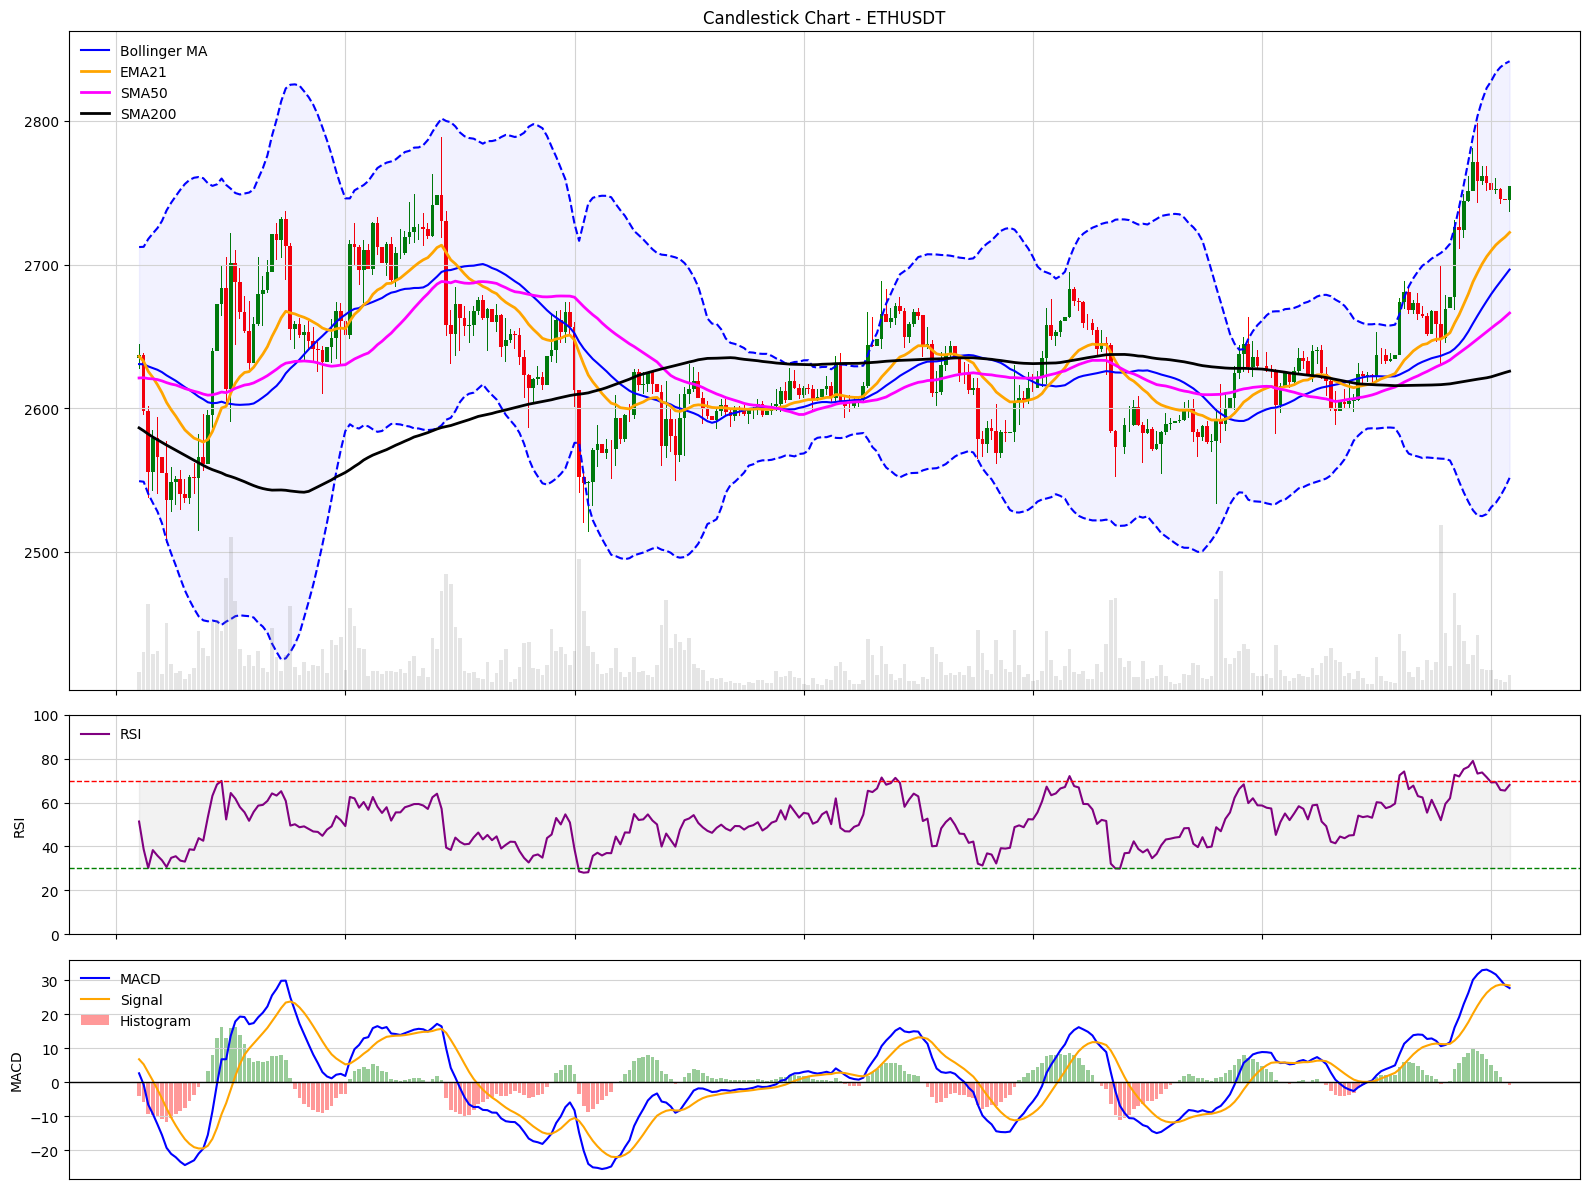 Candlestick Chart - ETHUSDT
Bollinger MA
EMA21
SMA50
SMA200
2800
2700
2600
2500
100
80
60
40
20
0
RSI
RSI
MACD
Signal
Histogram
30
20
10
0
−10
−20
MACD